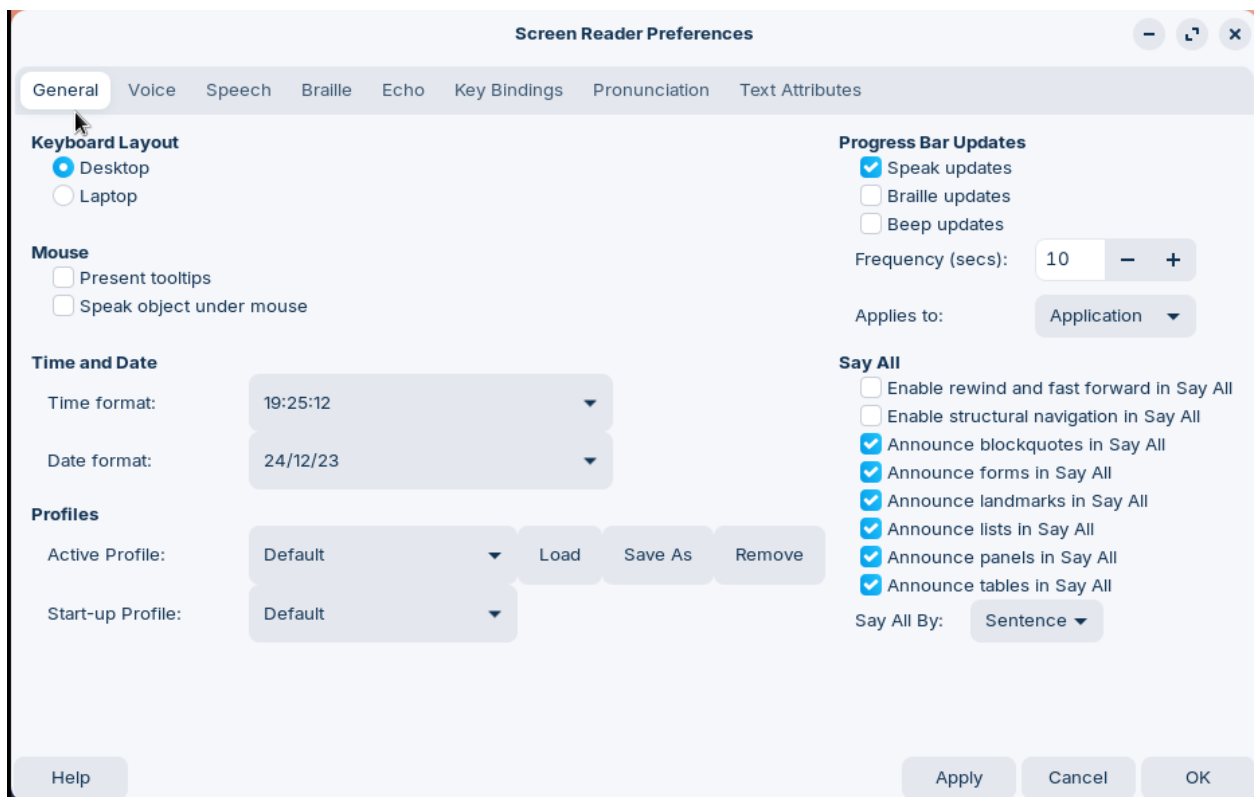 Screen Reader Preferences
General Voice Speech Braille Echo Key Bindings Pronunciation Text Attributes
Keyboard Layout
Desktop
Laptop
Mouse
Present tooltips
Speak object under mouse
Time and Date
Time format: 19:25:12
Date format: 24/12/23
Profiles
Active Profile: Default Load Save As Remove
Start-up Profile: Default
Progress Bar Updates
Speak updates
Braille updates
Beep updates
Frequency (secs): 10 − +
Applies to: Application
Say All
Enable rewind and fast forward in Say All
Enable structural navigation in Say All
Announce blockquotes in Say All
Announce forms in Say All
Announce landmarks in Say All
Announce lists in Say All
Announce panels in Say All
Announce tables in Say All
Say All By: Sentence
Help Apply Cancel OK